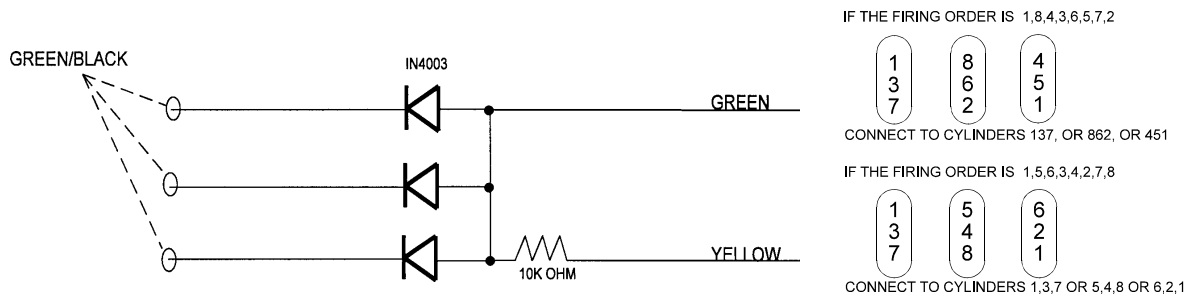 GREEN/BLACK
IN4003
GREEN
YELLOW
10K OHM
IF THE FIRING ORDER IS 1,8,4,3,6,5,7,2
1 8 4
3 6 5
7 2 1
CONNECT TO CYLINDERS 137, OR 862, OR 451
IF THE FIRING ORDER IS 1,5,6,3,4,2,7,8
1 5 6
3 4 2
7 8 1
CONNECT TO CYLINDERS 1,3,7 OR 5,4,8 OR 6,2,1